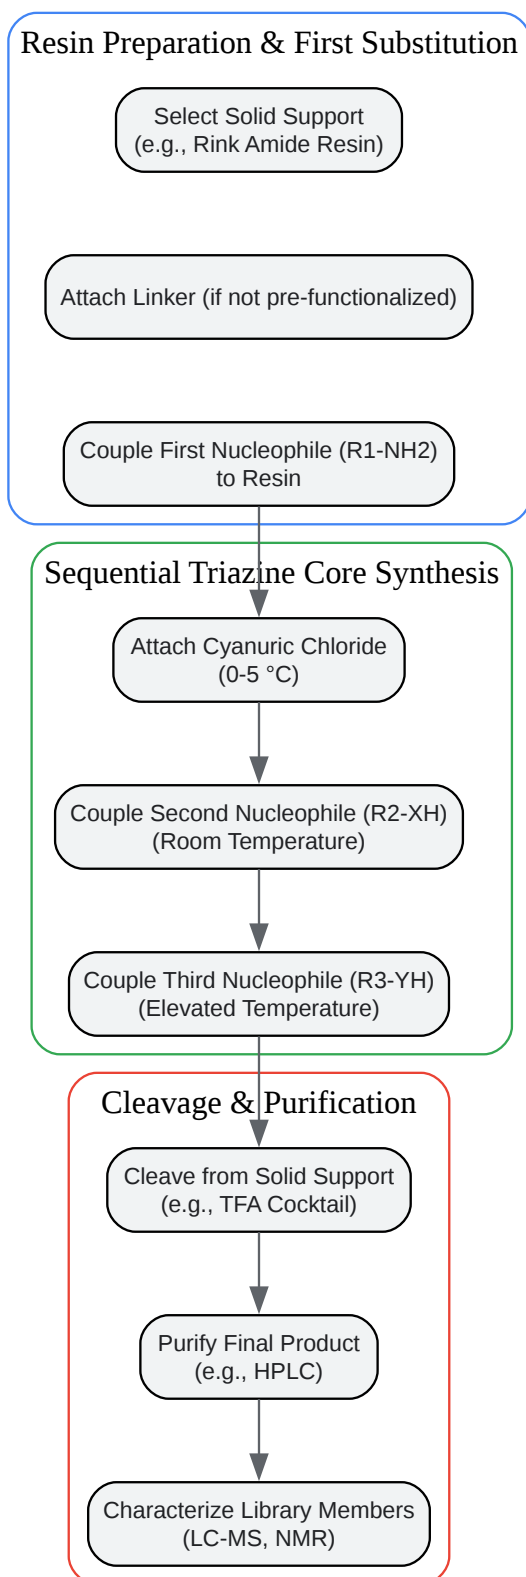 Resin Preparation & First Substitution
Select Solid Support
(e.g., Rink Amide Resin)
Attach Linker (if not pre-functionalized)
Couple First Nucleophile (R1-NH2)
to Resin
Sequential Triazine Core Synthesis
Attach Cyanuric Chloride
(0-5 °C)
Couple Second Nucleophile (R2-XH)
(Room Temperature)
Couple Third Nucleophile (R3-YH)
(Elevated Temperature)
Cleavage & Purification
Cleave from Solid Support
(e.g., TFA Cocktail)
Purify Final Product
(e.g., HPLC)
Characterize Library Members
(LC-MS, NMR)